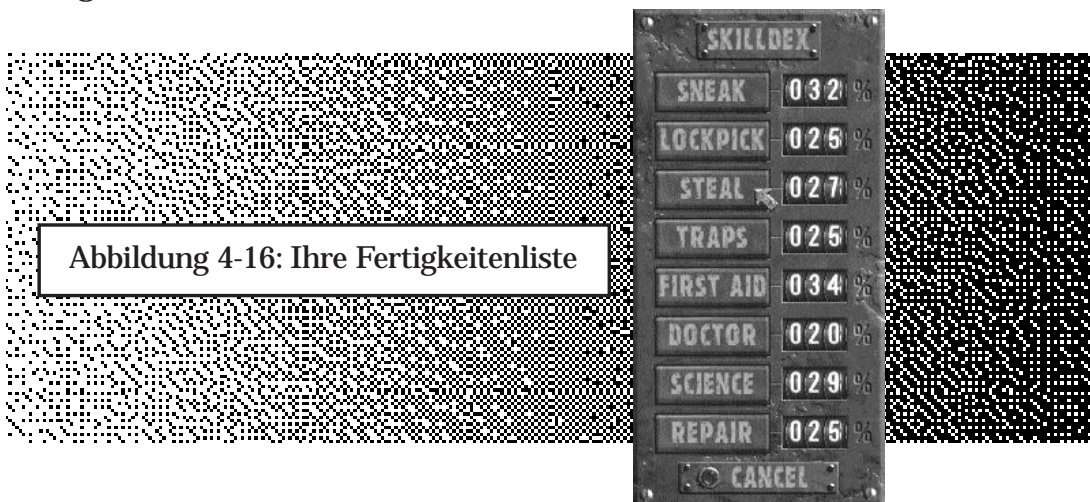 SKILLDEX
SNEAK 032 %
LOCKPICK 025 %
STEAL 027 %
TRAPS 025 %
Abbildung 4-16: Ihre Fertigkeitenliste
FIRST AID 034 %
DOCTOR 020 %
SCIENCE 029 %
REPAIR 025 %
CANCEL